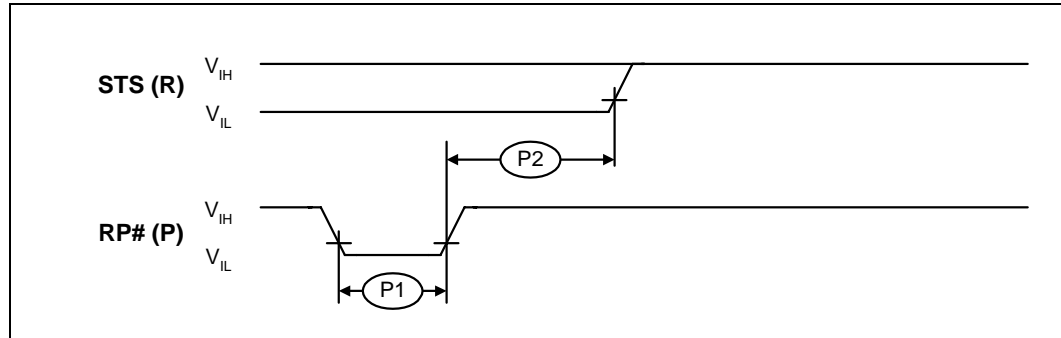 STS (R)
V_IH
V_IL
P2
RP# (P)
V_IH
V_IL
P1